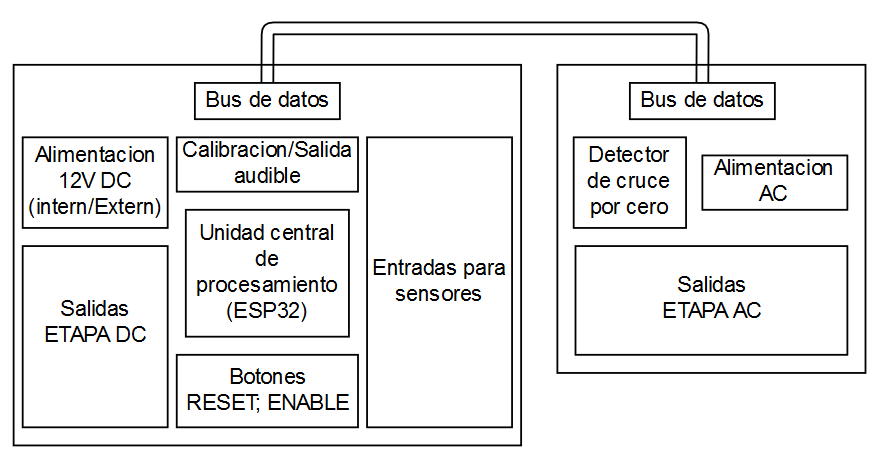 Bus de datos
Alimentacion
12V DC
(intern/Extern)
Calibracion/Salida
audible
Unidad central
de
procesamiento
(ESP32)
Entradas para
sensores
Salidas
ETAPA DC
Botones
RESET; ENABLE
Bus de datos
Detector
de cruce
por cero
Alimentacion
AC
Salidas
ETAPA AC